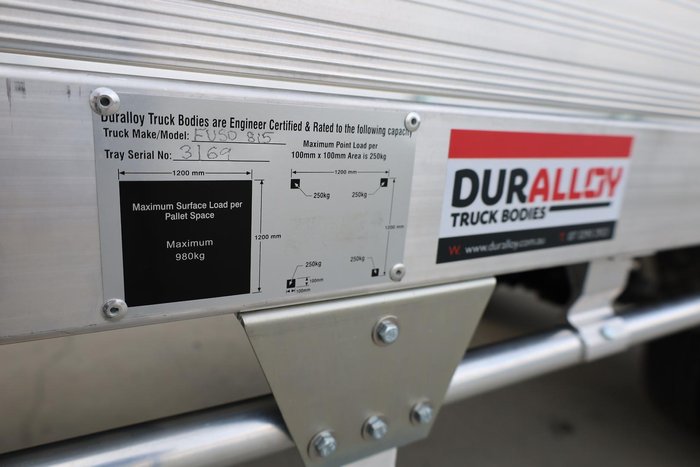 Duralloy Truck Bodies are Engineer Certified & Rated to the following capacity
Truck Make/Model: FUSO 815
Tray Serial No: 3169
Maximum Point Load per
100mm x 100mm Area is 250kg
1200 mm
Maximum Surface Load per
Pallet Space
Maximum
980kg
1200 mm
1200 mm
250kg
250kg
1200 mm
250kg
250kg
100mm
100mm
DURALLOY
TRUCK BODIES
W. www.duralloy.com.au